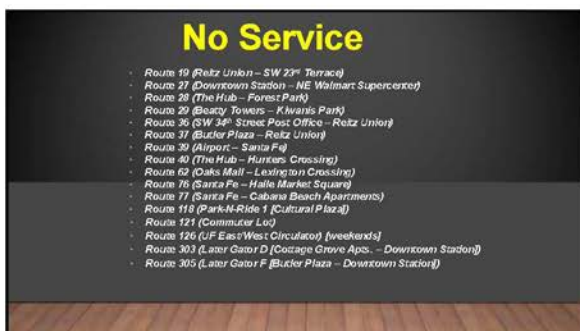 No Service
Route 19 (Reitz Union – SW 23rd Terrace)
Route 27 (Downtown Station – NE Walmart Supercenter)
Route 28 (The Hub – Forest Park)
Route 29 (Beatty Towers – Kiwanis Park)
Route 36 (SW 34th Street Post Office – Reitz Union)
Route 37 (Butler Plaza – Reitz Union)
Route 39 (Airport – Santa Fe)
Route 40 (The Hub – Hunters Crossing)
Route 62 (Oaks Mall – Lexington Crossing)
Route 76 (Santa Fe – Haile Market Square)
Route 77 (Santa Fe – Cabana Beach Apartments)
Route 118 (Park-N-Ride 1 [Cultural Plaza])
Route 121 (Commuter Lot)
Route 126 (UF East/West Circulator) [weekends]
Route 303 (Later Gator D [Cottage Grove Apts. – Downtown Station])
Route 305 (Later Gator F [Butler Plaza – Downtown Station])